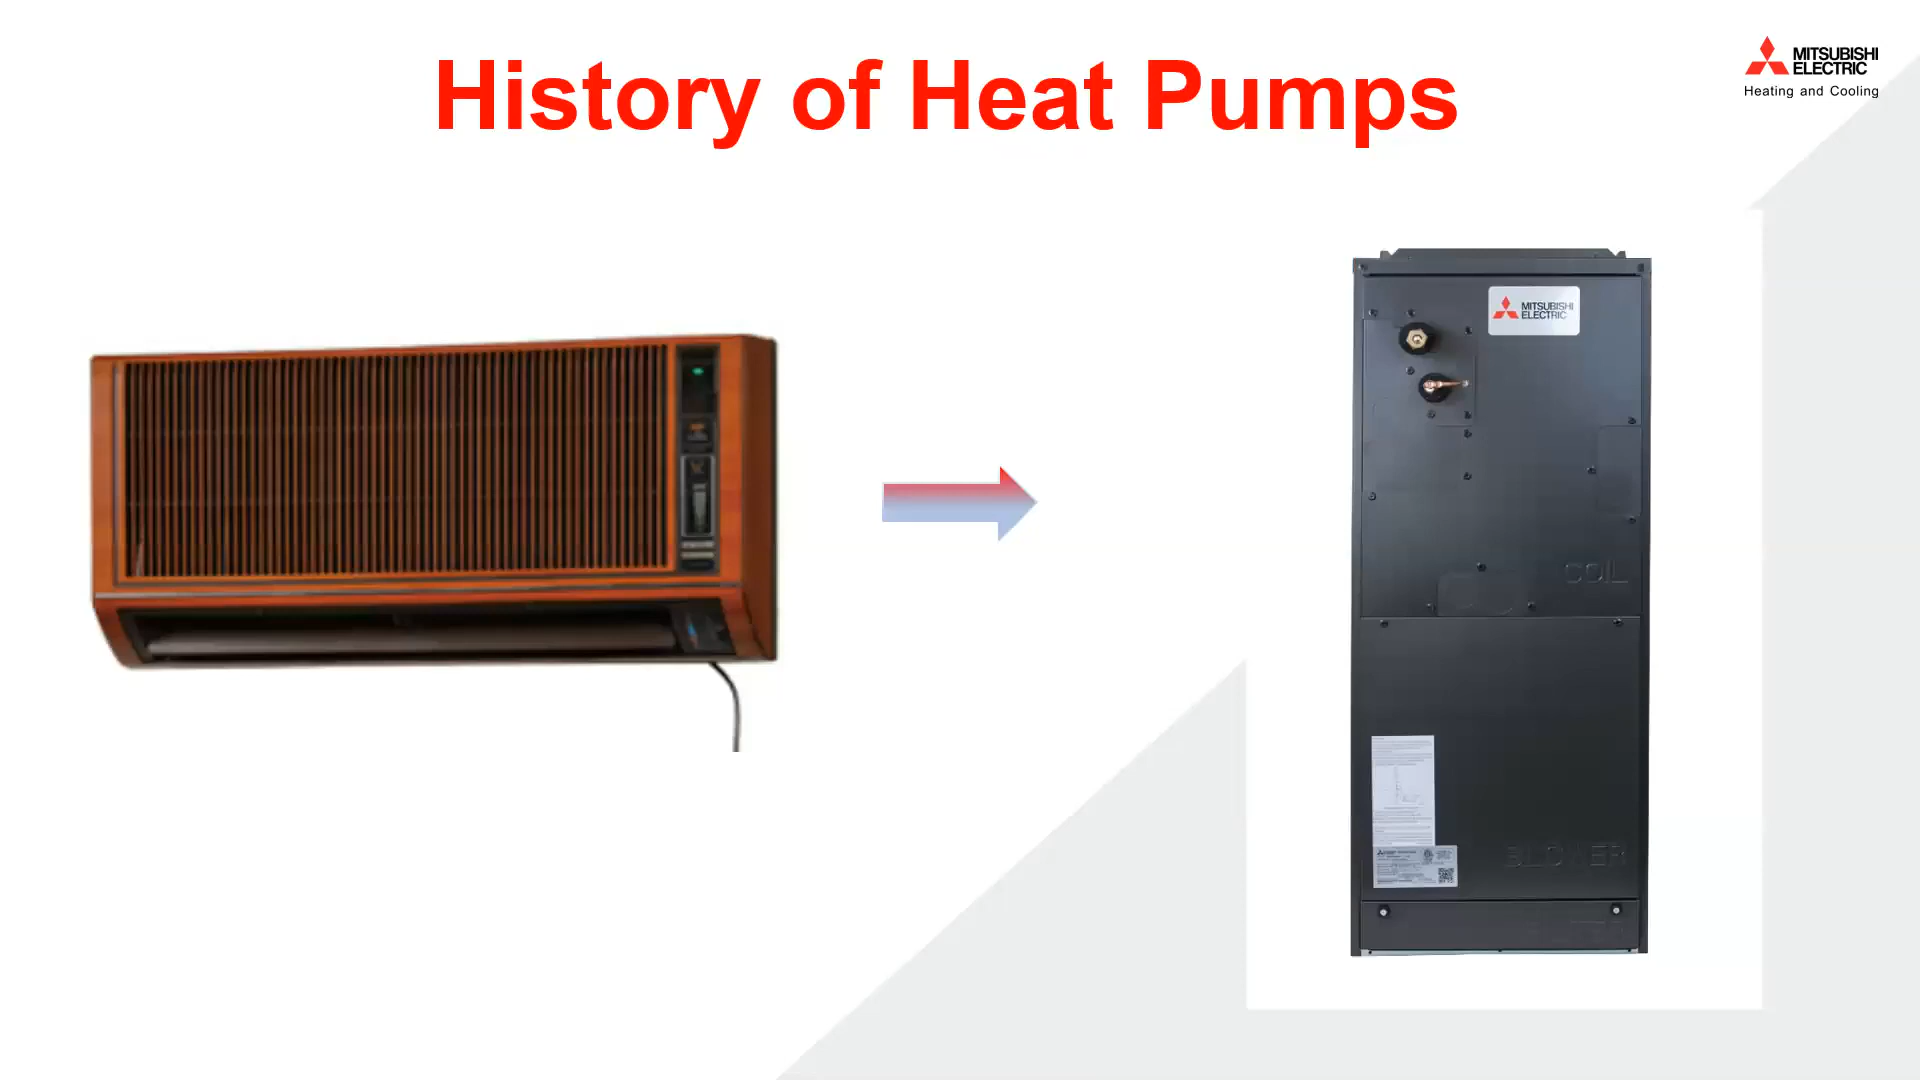 History of Heat Pumps
MITSUBISHI
ELECTRIC
Heating and Cooling
MITSUBISHI
ELECTRIC
COIL
BLOWER